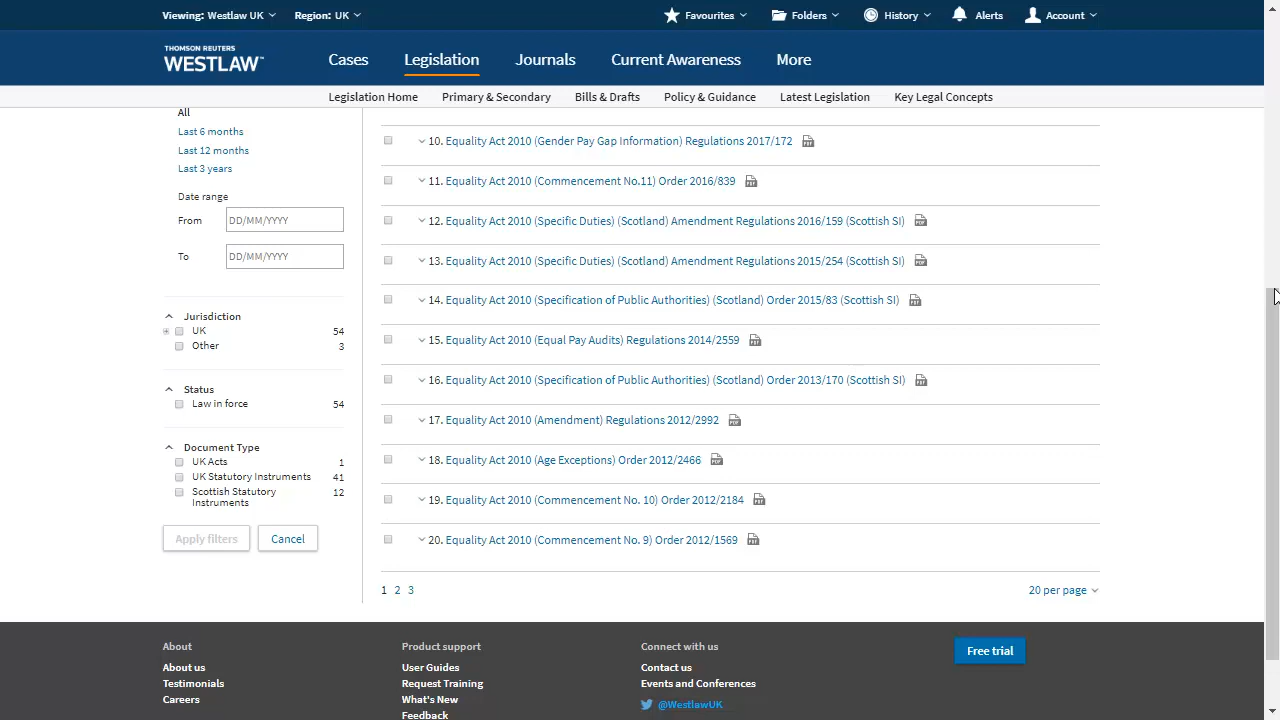 Viewing: Westlaw UK Region: UK Favourites Folders History Alerts Account
THOMSON REUTERS
WESTLAW™
Cases Legislation Journals Current Awareness More
Legislation Home Primary & Secondary Bills & Drafts Policy & Guidance Latest Legislation Key Legal Concepts
All
Last 6 months
Last 12 months
Last 3 years
Date range
From DD/MM/YYYY
To DD/MM/YYYY
Jurisdiction
UK 54
Other 3
Status
Law in force 54
Document Type
UK Acts 1
UK Statutory Instruments 41
Scottish Statutory 12
Instruments
Apply filters Cancel
10. Equality Act 2010 (Gender Pay Gap Information) Regulations 2017/172 PDF
11. Equality Act 2010 (Commencement No.11) Order 2016/839 PDF
12. Equality Act 2010 (Specific Duties) (Scotland) Amendment Regulations 2016/159 (Scottish SI) PDF
13. Equality Act 2010 (Specific Duties) (Scotland) Amendment Regulations 2015/254 (Scottish SI) PDF
14. Equality Act 2010 (Specification of Public Authorities) (Scotland) Order 2015/83 (Scottish SI) PDF
15. Equality Act 2010 (Equal Pay Audits) Regulations 2014/2559 PDF
16. Equality Act 2010 (Specification of Public Authorities) (Scotland) Order 2013/170 (Scottish SI) PDF
17. Equality Act 2010 (Amendment) Regulations 2012/2992 PDF
18. Equality Act 2010 (Age Exceptions) Order 2012/2466 PDF
19. Equality Act 2010 (Commencement No. 10) Order 2012/2184 PDF
20. Equality Act 2010 (Commencement No. 9) Order 2012/1569 PDF
1 2 3 20 per page
About
About us
Testimonials
Careers
Product support
User Guides
Request Training
What's New
Feedback
Connect with us
Contact us
Events and Conferences
@WestlawUK
Free trial